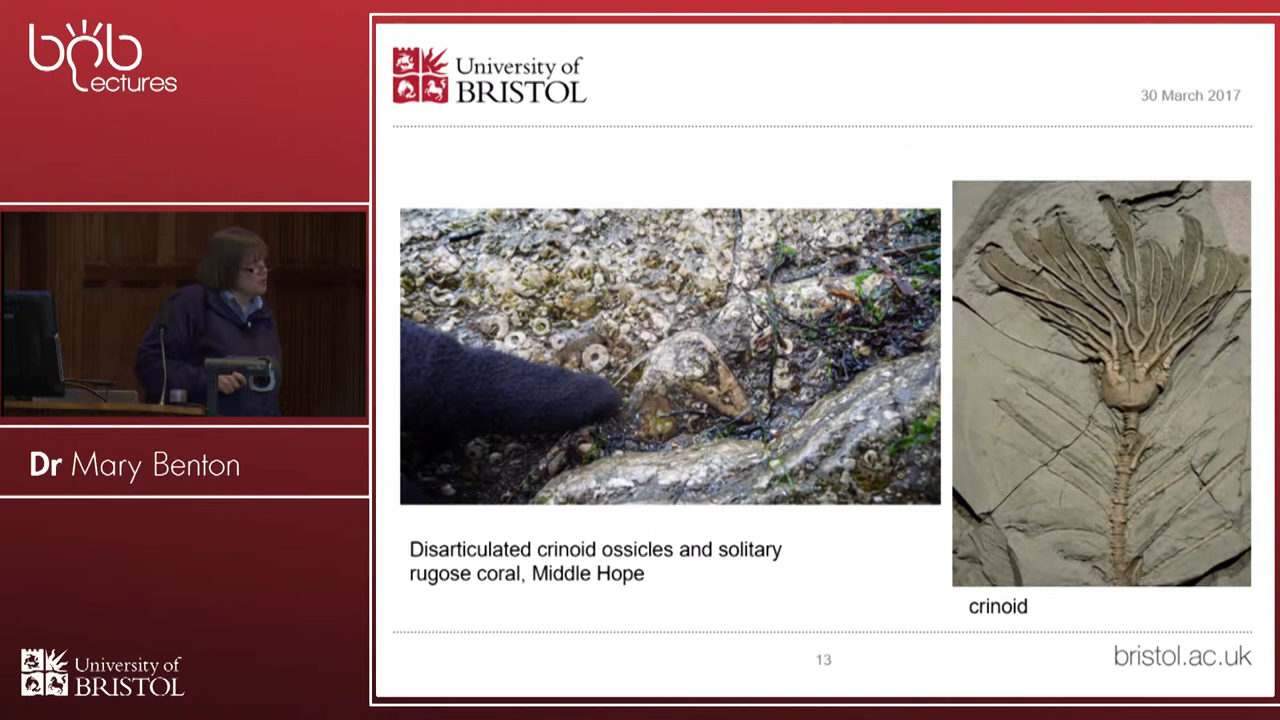 bob
Lectures
University of
BRISTOL
30 March 2017
Dr Mary Benton
Disarticulated crinoid ossicles and solitary
rugose coral, Middle Hope
crinoid
13
bristol.ac.uk
University of
BRISTOL